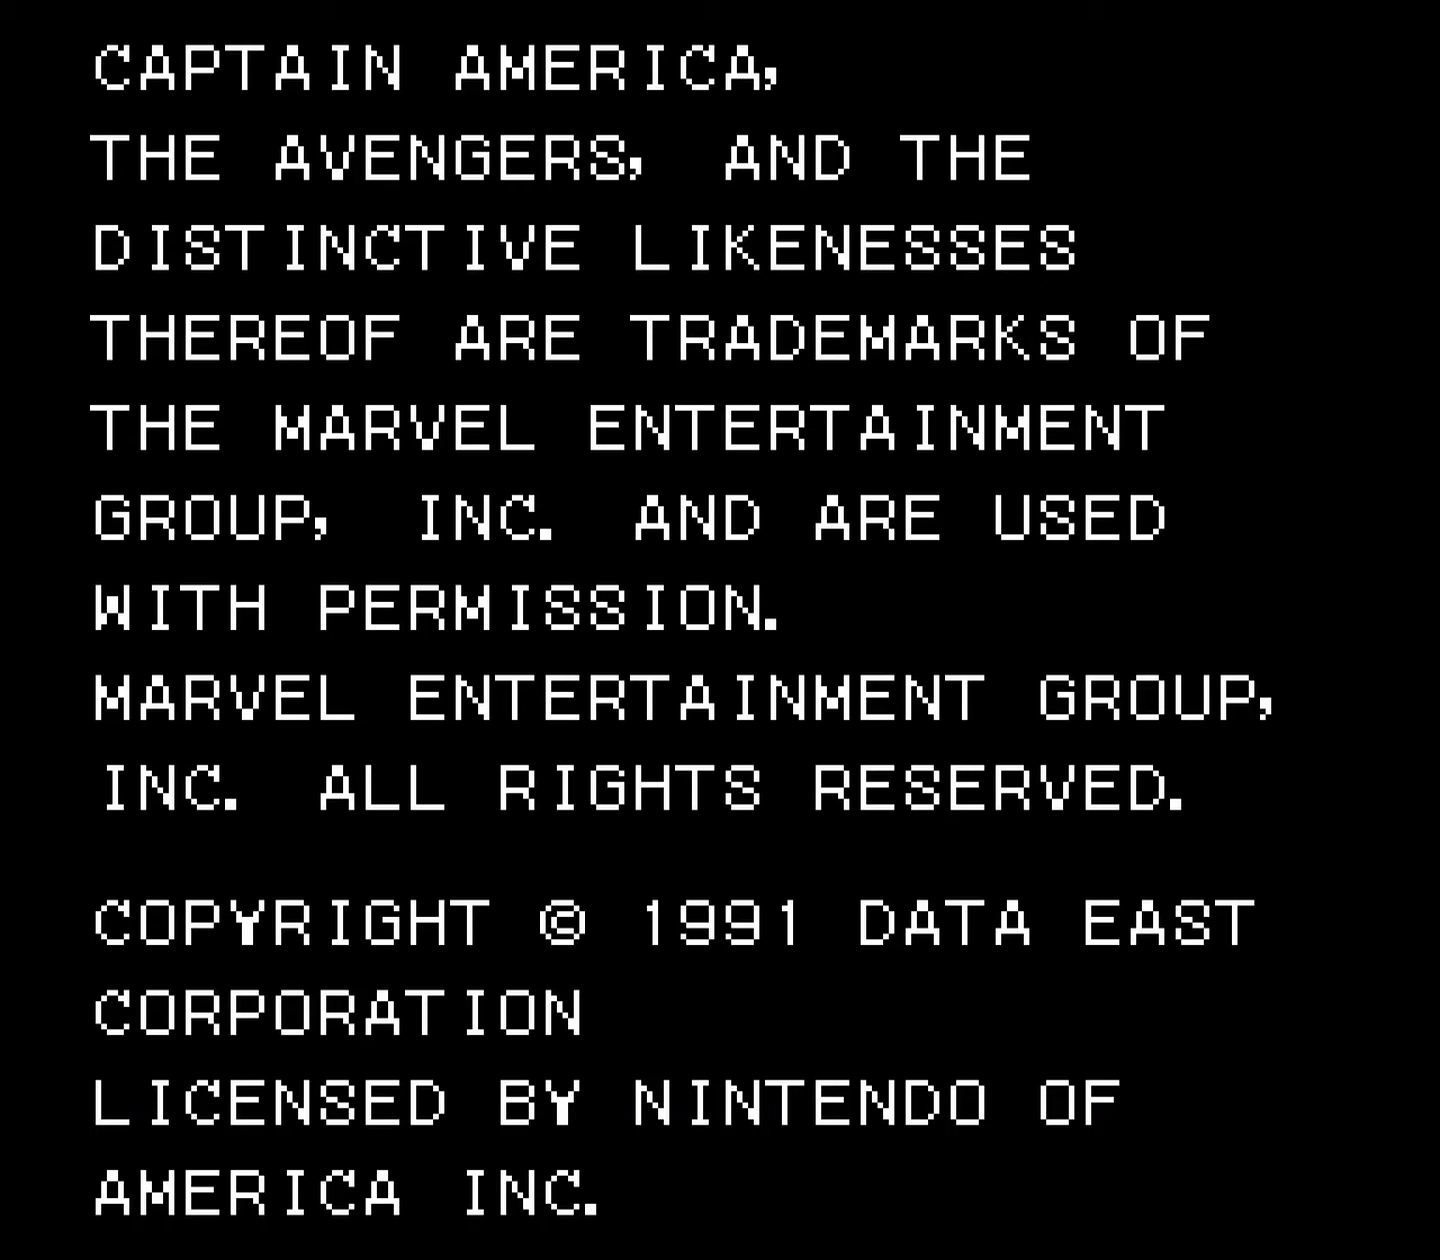 CAPTAIN AMERICA,
THE AVENGERS, AND THE
DISTINCTIVE LIKENESSES
THEREOF ARE TRADEMARKS OF
THE MARVEL ENTERTAINMENT
GROUP, INC. AND ARE USED
WITH PERMISSION.
MARVEL ENTERTAINMENT GROUP,
INC. ALL RIGHTS RESERVED.
COPYRIGHT © 1991 DATA EAST
CORPORATION
LICENSED BY NINTENDO OF
AMERICA INC.